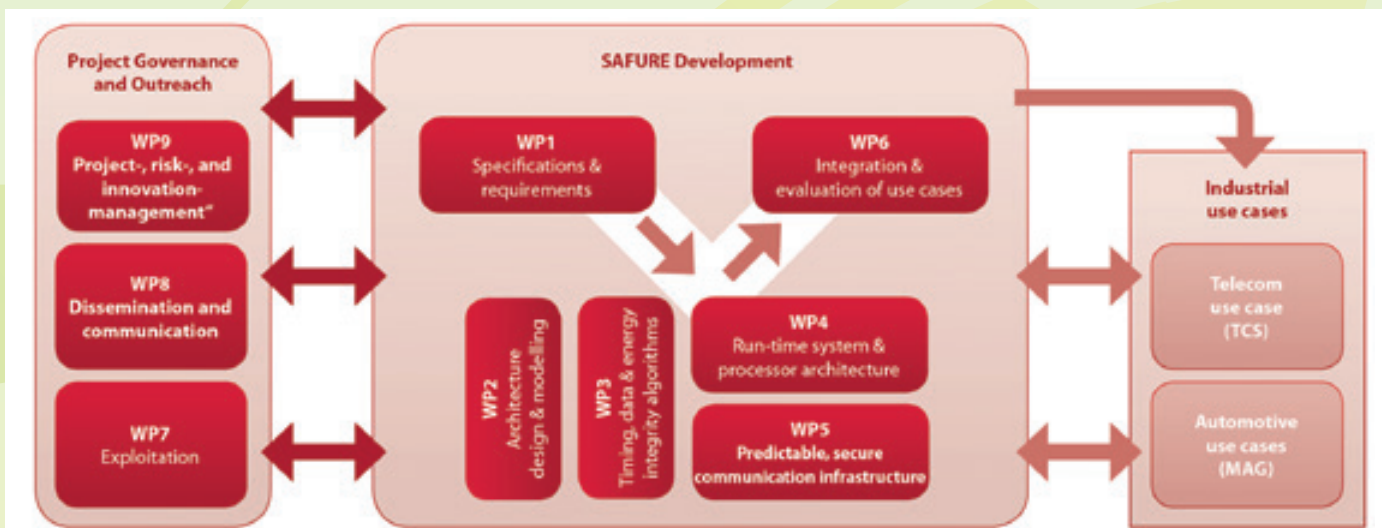 Project Governance
and Outreach
WP9
Project-, risk-, and
innovation-
management“
WP8
Dissemination and
communication
WP7
Exploitation
SAFURE Development
WP1
Specifications &
requirements
WP6
Integration &
evaluation of use cases
WP2
Architecture
design & modelling
WP3
Timing, data & energy
integrity algorithms
WP4
Run-time system &
processor architecture
WP5
Predictable, secure
communication infrastructure
Industrial
use cases
Telecom
use case
(TCS)
Automotive
use cases
(MAG)